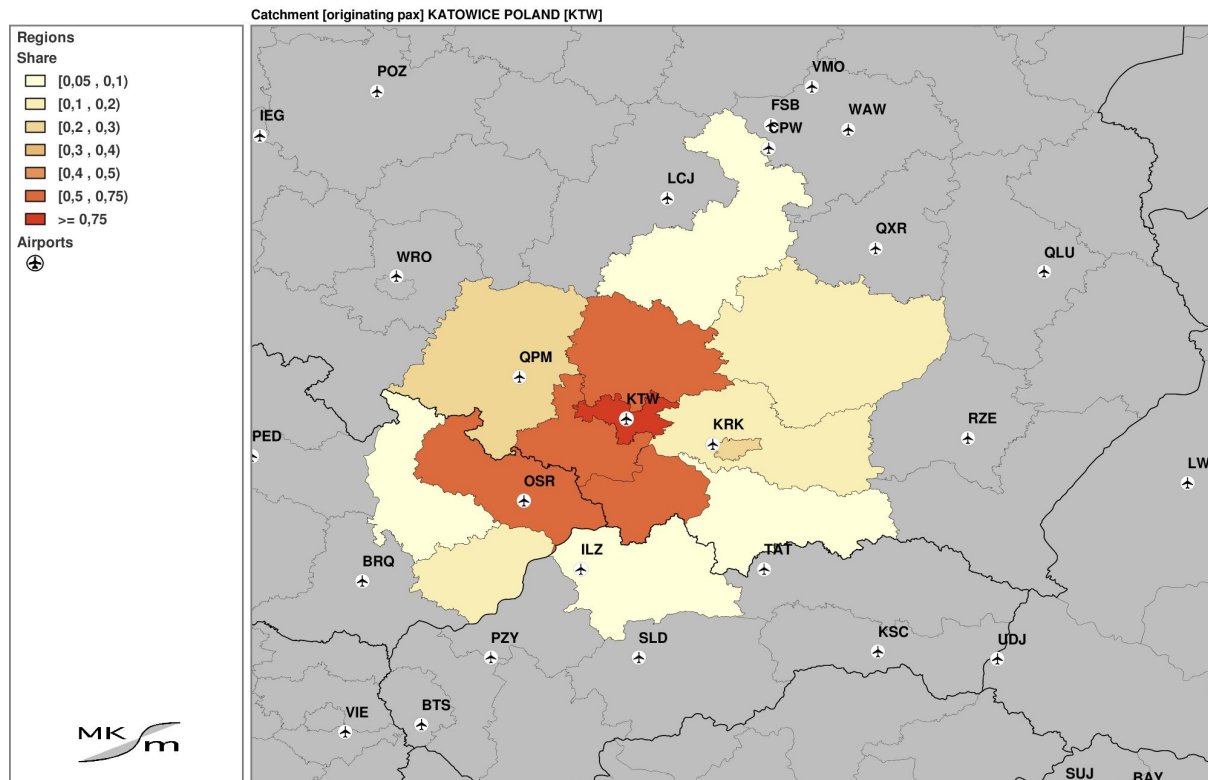 Catchment [originating pax] KATOWICE POLAND [KTW]
Regions
Share
[0,05 , 0,1)
[0,1 , 0,2)
[0,2 , 0,3)
[0,3 , 0,4)
[0,4 , 0,5)
[0,5 , 0,75)
>= 0,75
Airports
MK
m
POZ
VMO
IEG
FSB
WAW
CPW
LCJ
QXR
WRO
QLU
QPM
KTW
KRK
RZE
PED
LW
OSR
BRQ
ILZ
TAT
PZY
SLD
KSC
UDJ
VIE
BTS
SUJ
BAY